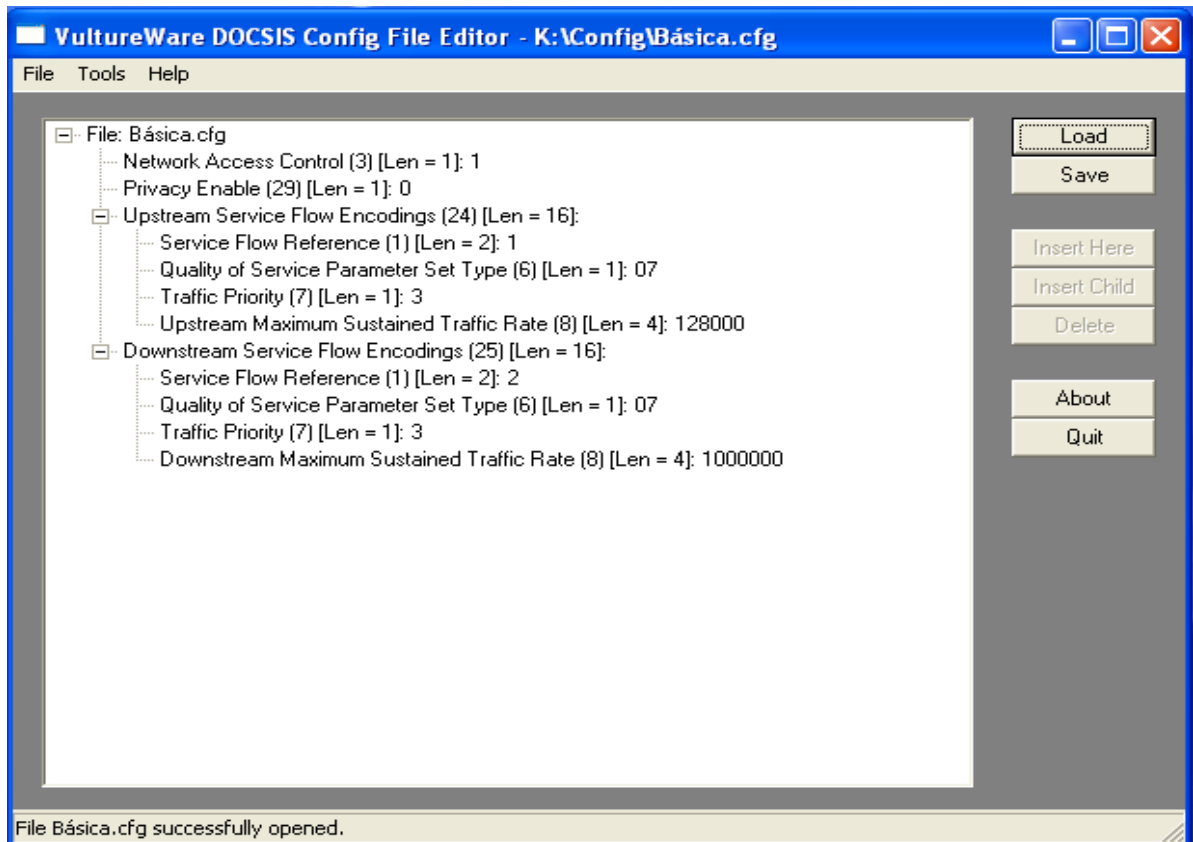 VultureWare DOCSIS Config File Editor - K:\Config\Básica.cfg
File Tools Help
File: Básica.cfg
Network Access Control (3) [Len = 1]: 1
Privacy Enable (29) [Len = 1]: 0
Upstream Service Flow Encodings (24) [Len = 16]:
Service Flow Reference (1) [Len = 2]: 1
Quality of Service Parameter Set Type (6) [Len = 1]: 07
Traffic Priority (7) [Len = 1]: 3
Upstream Maximum Sustained Traffic Rate (8) [Len = 4]: 128000
Downstream Service Flow Encodings (25) [Len = 16]:
Service Flow Reference (1) [Len = 2]: 2
Quality of Service Parameter Set Type (6) [Len = 1]: 07
Traffic Priority (7) [Len = 1]: 3
Downstream Maximum Sustained Traffic Rate (8) [Len = 4]: 1000000
Load
Save
Insert Here
Insert Child
Delete
About
Quit
File Básica.cfg successfully opened.